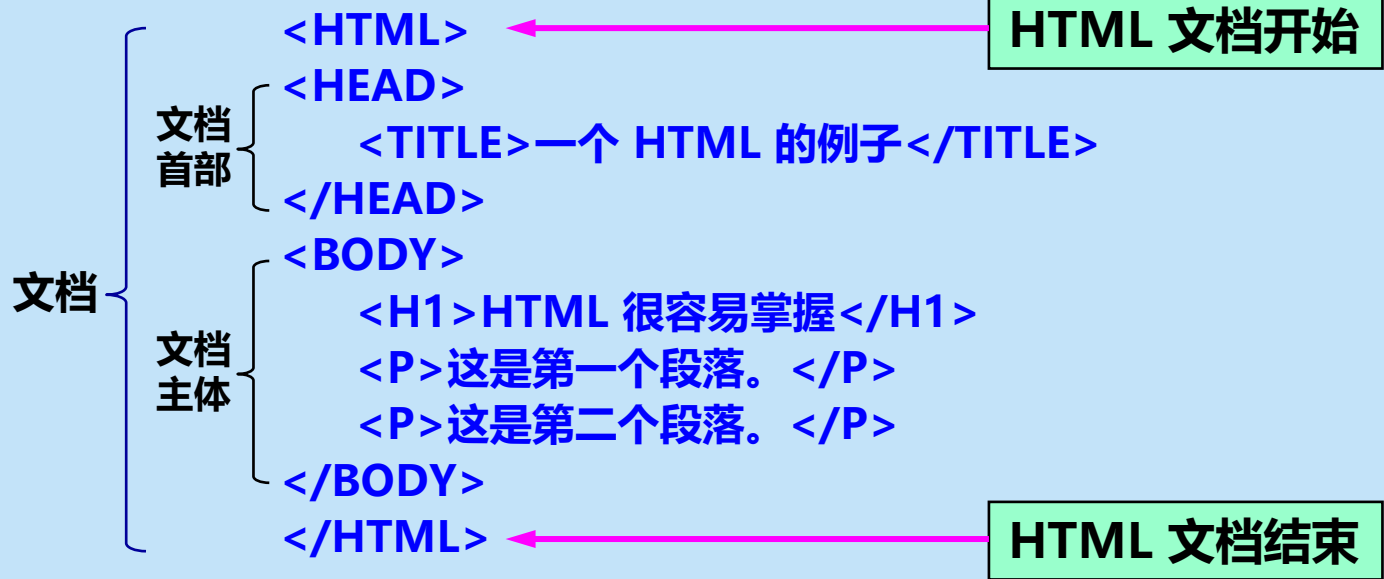 <HTML>
HTML 文档开始
<HEAD>
文档
首部
<TITLE>一个 HTML 的例子</TITLE>
</HEAD>
<BODY>
文档
<H1>HTML 很容易掌握</H1>
文档
主体
<P>这是第一个段落。</P>
<P>这是第二个段落。</P>
</BODY>
</HTML>
HTML 文档结束